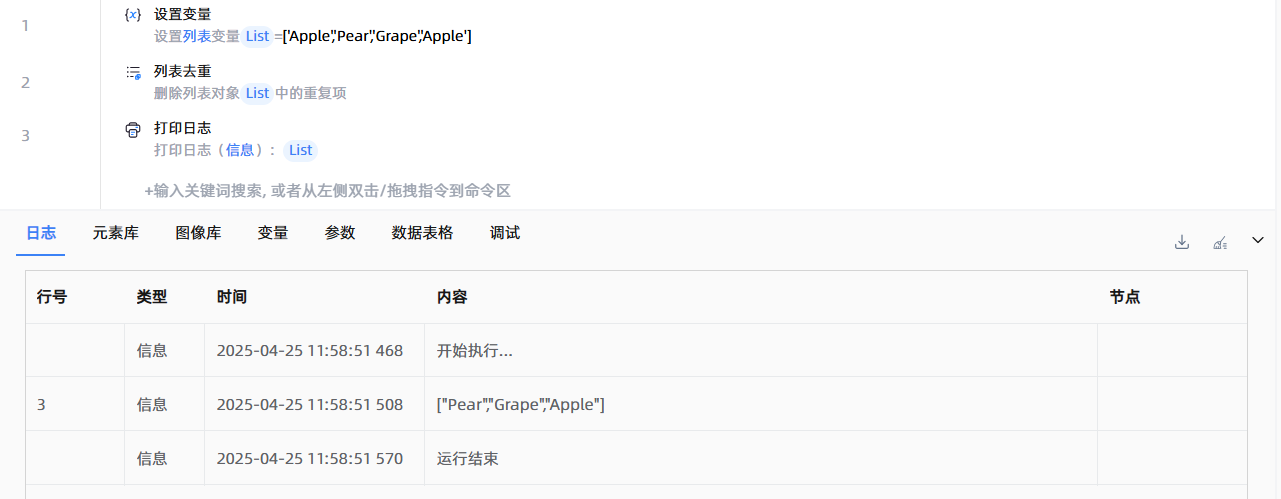 1
设置变量
设置列表变量 List =['Apple','Pear','Grape','Apple']
2
列表去重
删除列表对象 List 中的重复项
3
打印日志
打印日志（信息）： List
+输入关键词搜索, 或者从左侧双击/拖拽指令到命令区
日志 元素库 图像库 变量 参数 数据表格 调试
行号 类型 时间 内容 节点
信息 2025-04-25 11:58:51 468 开始执行...
3 信息 2025-04-25 11:58:51 508 ["Pear","Grape","Apple"]
信息 2025-04-25 11:58:51 570 运行结束